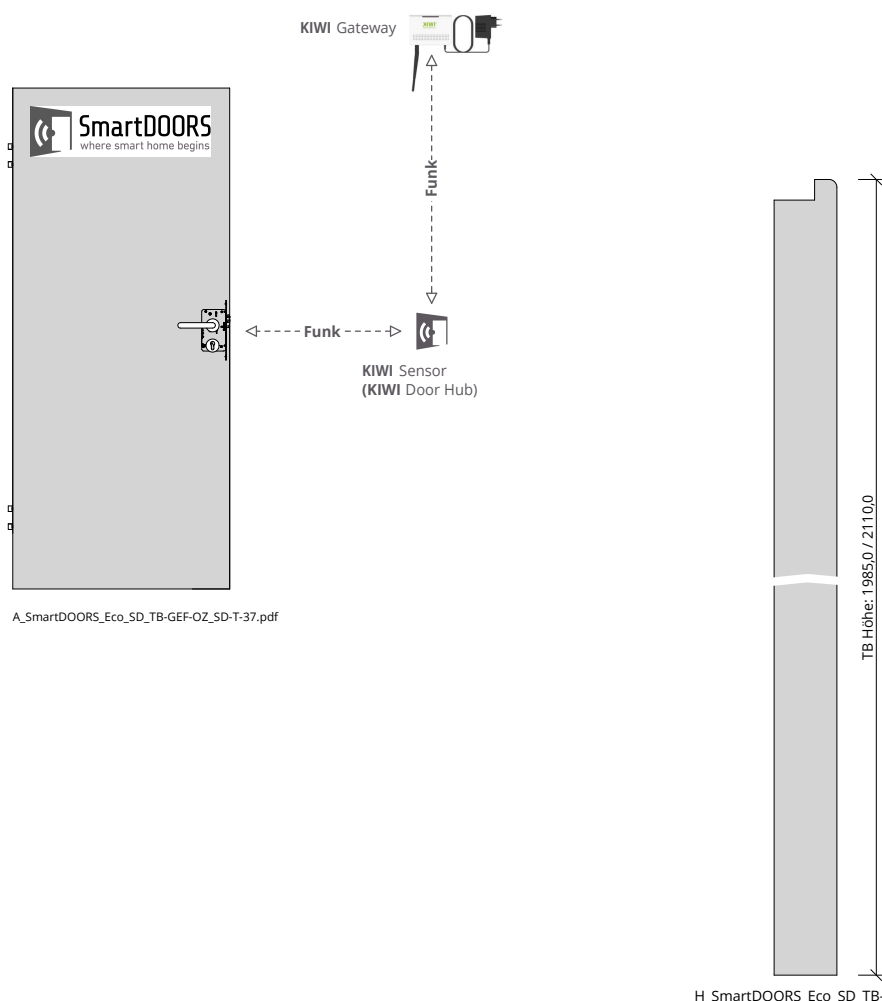 KIWI Gateway
SmartDOORS
where smart home begins
Funk
Funk
KIWI Sensor
(KIWI Door Hub)
TB Höhe: 1985,0 / 2110,0
A_SmartDOORS_Eco_SD_TB-GEF-OZ_SD-T-37.pdf
H_SmartDOORS_Eco_SD_TB-